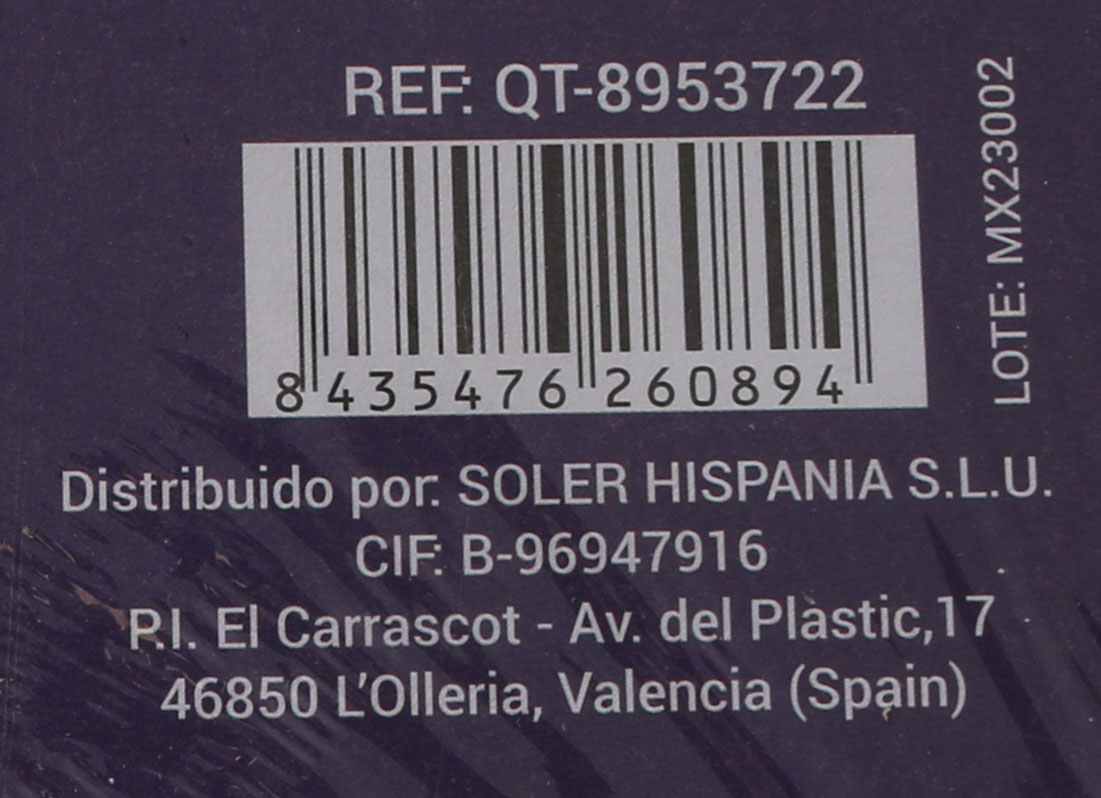 REF: QT-8953722
LOTE: MX23002
8 435476 260894
Distribuido por: SOLER HISPANIA S.L.U.
CIF: B-96947916
P.I. El Carrascot - Av. del Plàstic,17
46850 L'Olleria, Valencia (Spain)